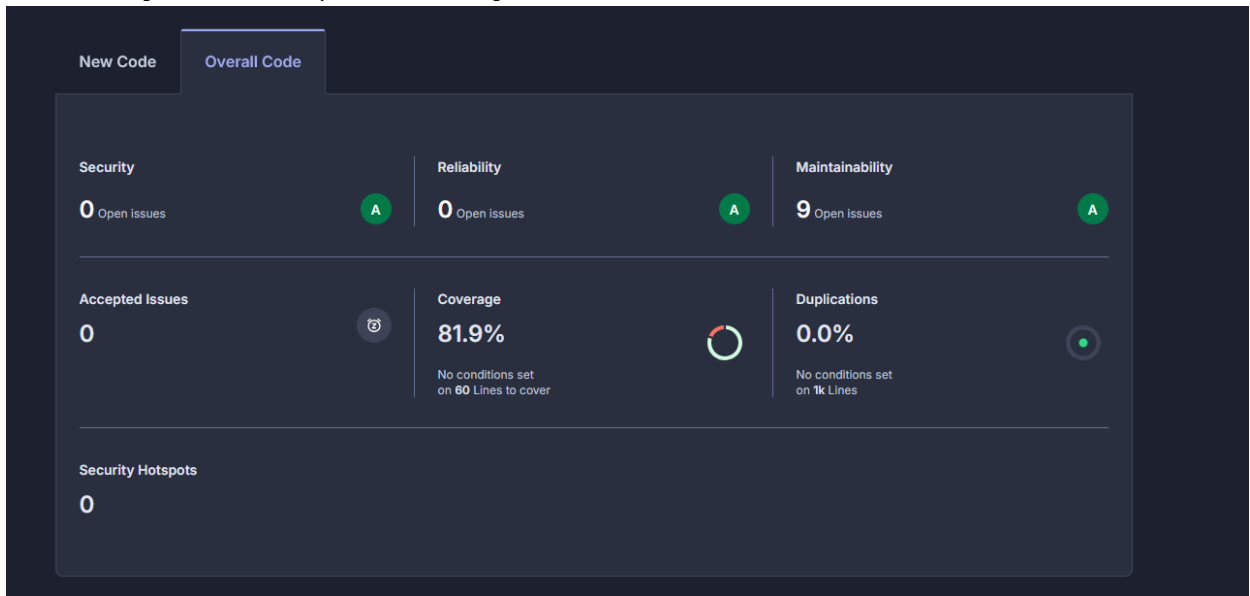 New Code
Overall Code
Security
0 Open issues
A
Reliability
0 Open issues
A
Maintainability
9 Open issues
A
Accepted Issues
0
Coverage
81.9%
No conditions set
on 60 Lines to cover
Duplications
0.0%
No conditions set
on 1k Lines
Security Hotspots
0